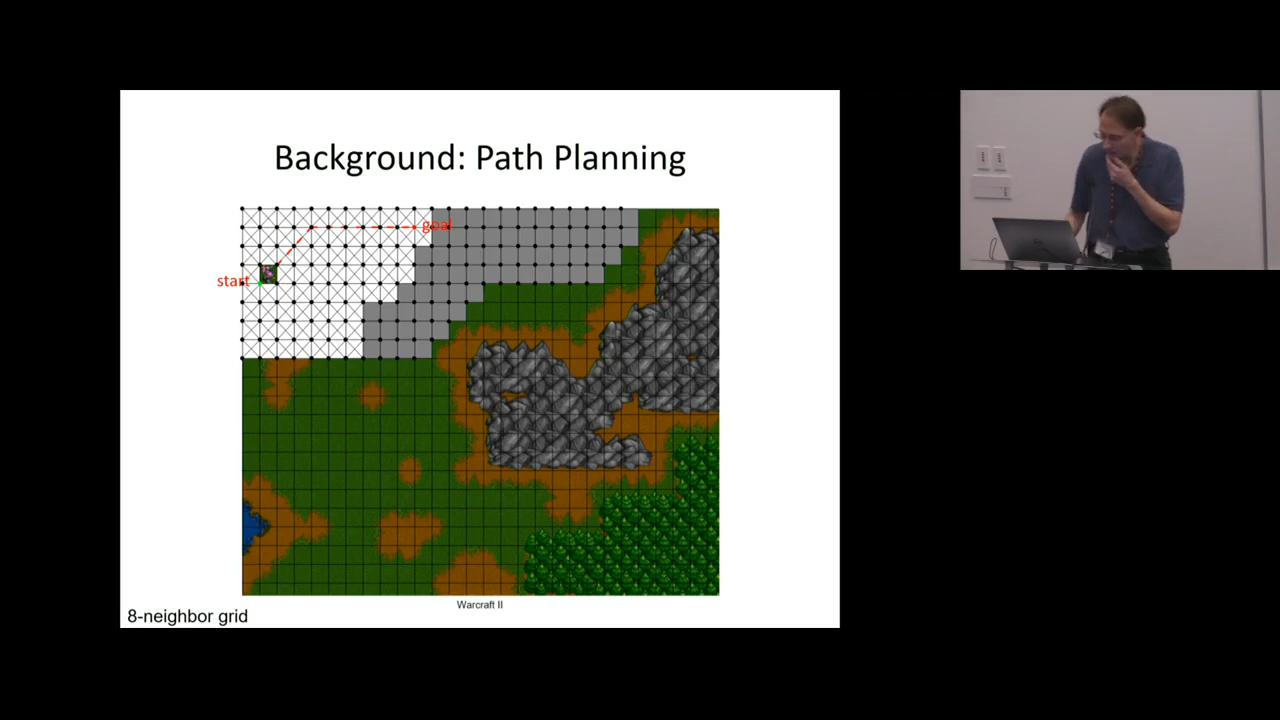 Background: Path Planning
goal
start
Warcraft II
8-neighbor grid